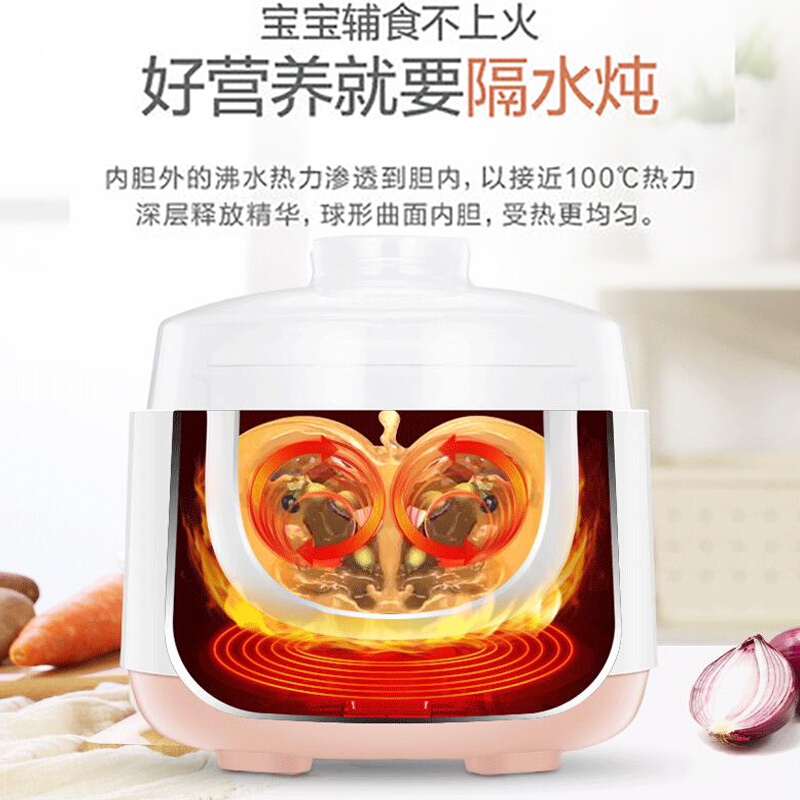 宝宝辅食不上火
好营养就要隔水炖
内胆外的沸水热力渗透到胆内,以接近100℃热力
深层释放精华,球形曲面内胆,受热更均匀。